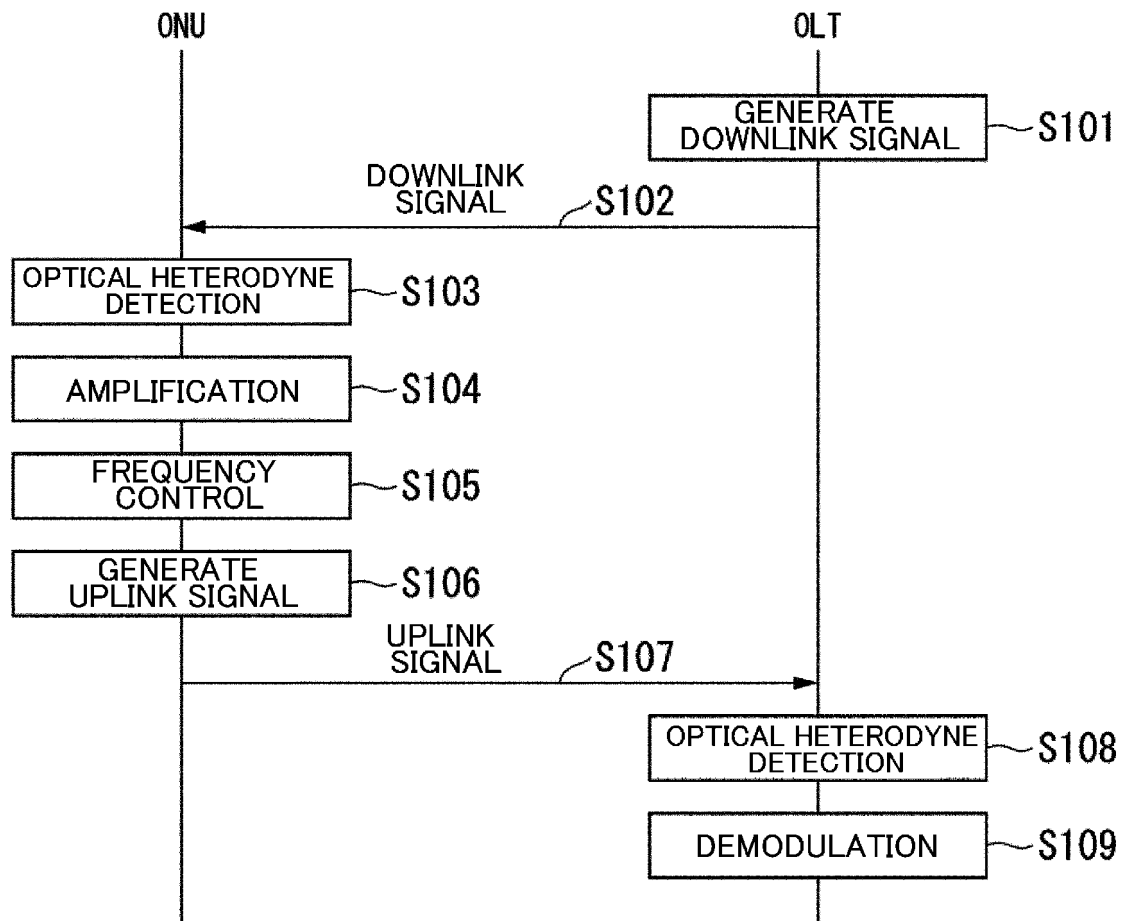 ONU
OLT
GENERATE
DOWNLINK SIGNAL
S101
DOWNLINK
SIGNAL
S102
OPTICAL HETERODYNE
DETECTION
S103
AMPLIFICATION
S104
FREQUENCY
CONTROL
S105
GENERATE
UPLINK SIGNAL
S106
UPLINK
SIGNAL
S107
OPTICAL HETERODYNE
DETECTION
S108
DEMODULATION
S109